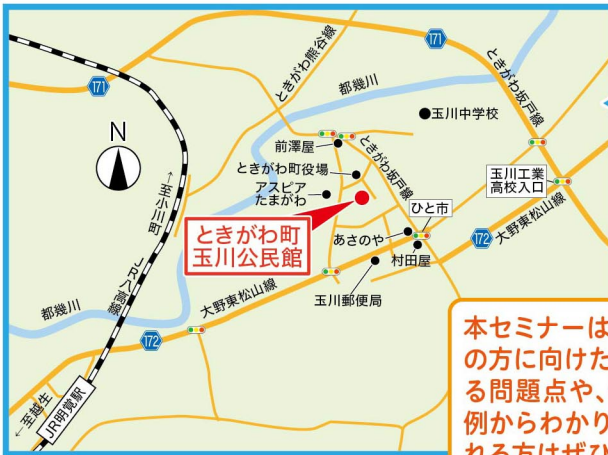 171
ときがわ熊谷線
171
ときがわ坂戸線
都幾川
玉川中学校
N
前澤屋
ときがわ町役場
アスピア
たまがわ
ときがわ坂戸線
玉川工業
高校入口
ときがわ町
玉川公民館
ひと市
あさのや
村田屋
172
大野東松山線
玉川郵便局
←至小川町
JR八高線
都幾川
大野東松山線
172
JR明覚駅
←至越生
本セミナーは
の方に向けた
る問題点や、
例からわかり
れる方はぜひ